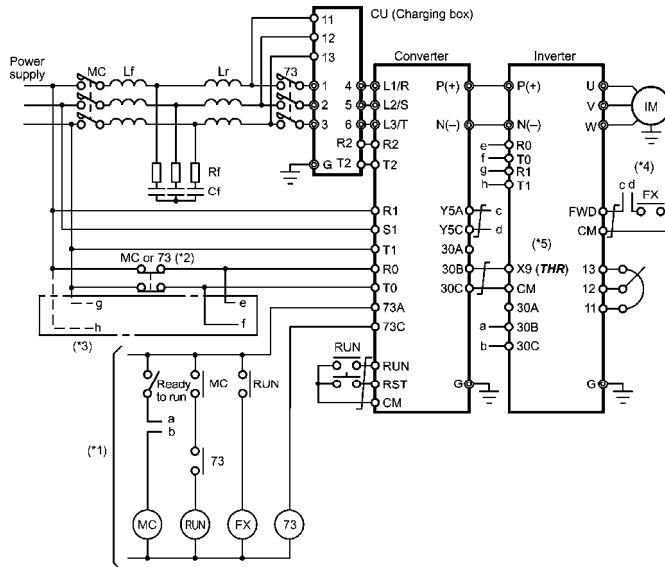 CU (Charging box)
Power supply
MC
Lf
Lr
73
11
12
13
1
2
3
4
5
6
R2
T2
G
Rf
Cf
Converter
L1/R
L2/S
L3/T
R2
T2
P(+)
N(–)
R1
S1
T1
R0
T0
73A
73C
RUN
RST
CM
Y5A
Y5C
30A
30B
30C
G
c
d
Inverter
P(+)
N(–)
e
f
g
h
R0
T0
R1
T1
(*5)
X9 (THR)
CM
30A
30B
30C
a
b
U
V
W
IM
(*4)
c
d
FX
FWD
CM
13
12
11
G
MC or 73 (*2)
g
h
e
f
(*3)
RUN
(*1)
Ready to run
a
b
MC
73
RUN
MC
RUN
FX
73